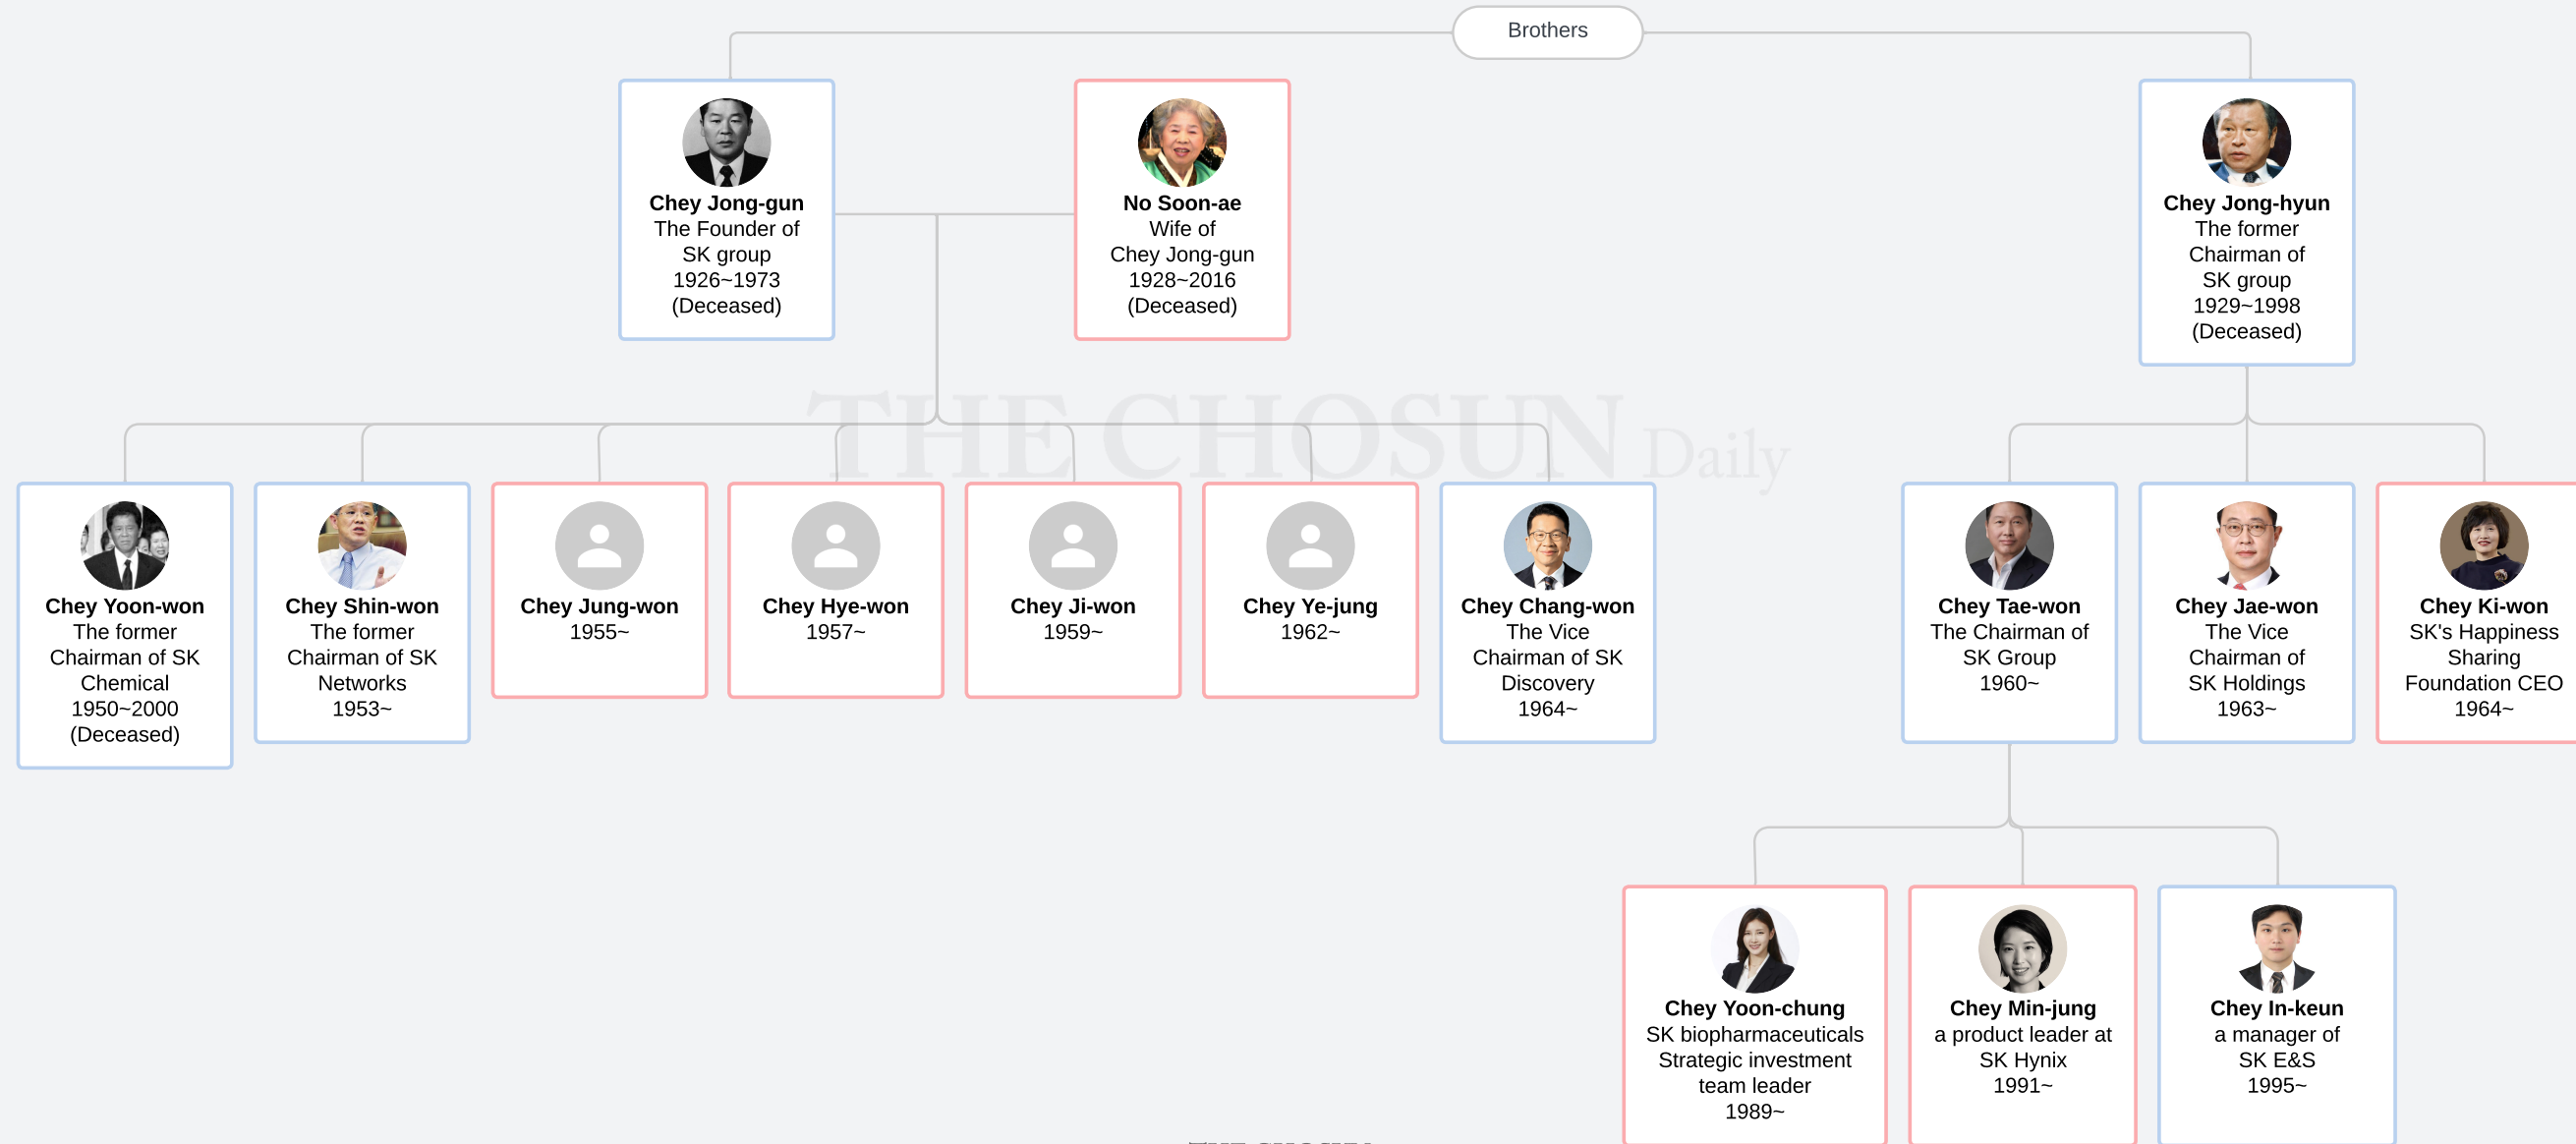 Brothers
Chey Jong-gun
The Founder of
SK group
1926~1973
(Deceased)
No Soon-ae
Wife of
Chey Jong-gun
1928~2016
(Deceased)
Chey Jong-hyun
The former
Chairman of
SK group
1929~1998
(Deceased)
THE CHOSUN Daily
Chey Yoon-won
The former
Chairman of SK
Chemical
1950~2000
(Deceased)
Chey Shin-won
The former
Chairman of SK
Networks
1953~
Chey Jung-won
1955~
Chey Hye-won
1957~
Chey Ji-won
1959~
Chey Ye-jung
1962~
Chey Chang-won
The Vice
Chairman of SK
Discovery
1964~
Chey Tae-won
The Chairman of
SK Group
1960~
Chey Jae-won
The Vice
Chairman of
SK Holdings
1963~
Chey Ki-won
SK's Happiness
Sharing
Foundation CEO
1964~
Chey Yoon-chung
SK biopharmaceuticals
Strategic investment
team leader
1989~
Chey Min-jung
a product leader at
SK Hynix
1991~
Chey In-keun
a manager of
SK E&S
1995~